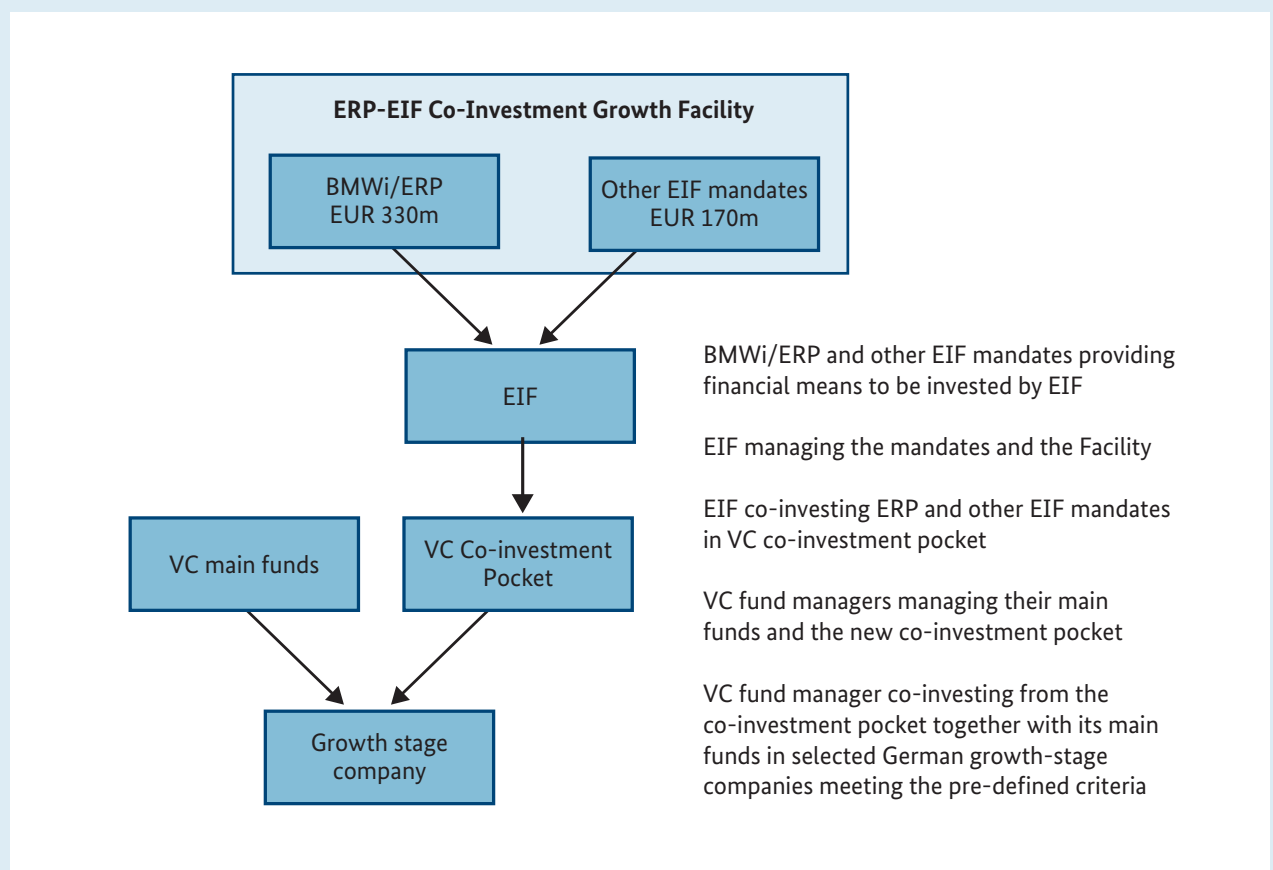 ERP-EIF Co-Investment Growth Facility
BMWi/ERP
EUR 330m
Other EIF mandates
EUR 170m
EIF
VC main funds
VC Co-investment
Pocket
Growth stage
company
BMWi/ERP and other EIF mandates providing
financial means to be invested by EIF
EIF managing the mandates and the Facility
EIF co-investing ERP and other EIF mandates
in VC co-investment pocket
VC fund managers managing their main
funds and the new co-investment pocket
VC fund manager co-investing from the
co-investment pocket together with its main
funds in selected German growth-stage
companies meeting the pre-defined criteria